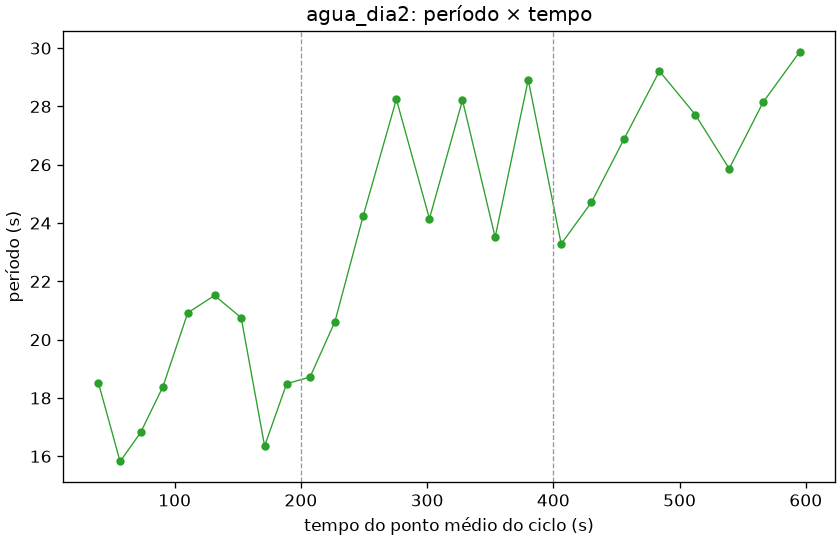 agua_dia2: período × tempo
30
28
26
24
22
20
18
16
período (s)
100 200 300 400 500 600
tempo do ponto médio do ciclo (s)